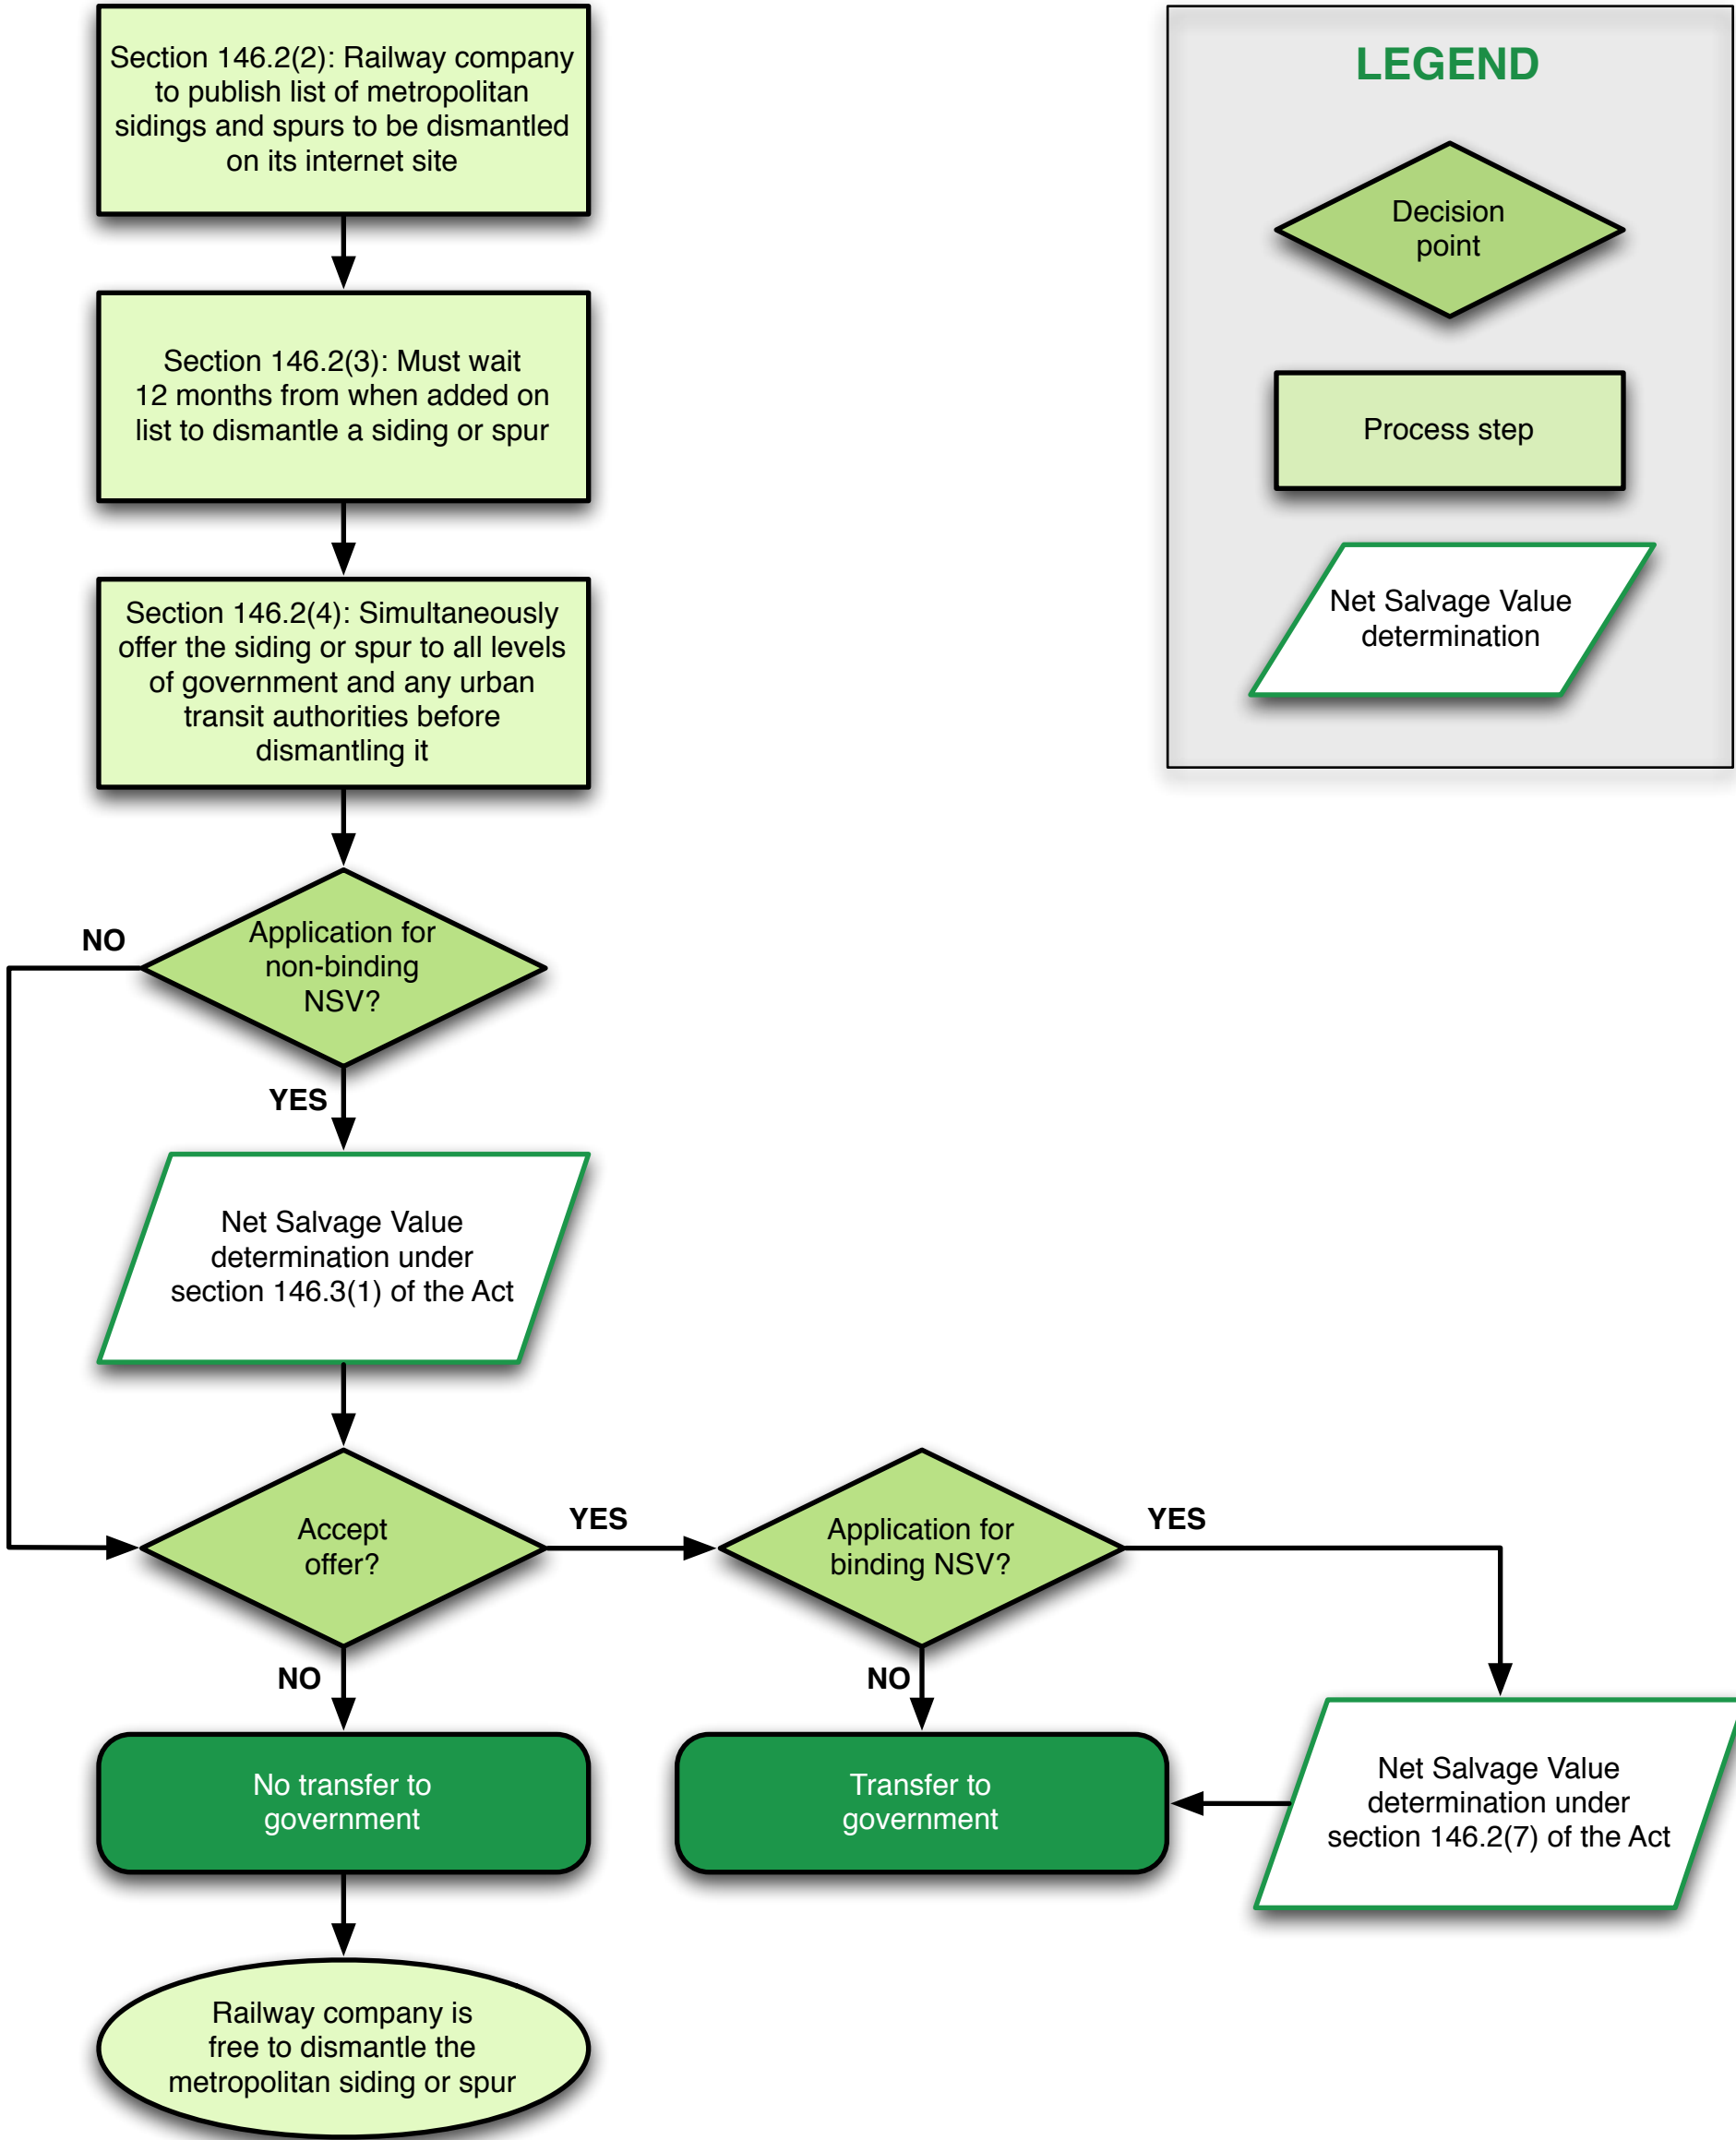 Section 146.2(2): Railway company
to publish list of metropolitan
sidings and spurs to be dismantled
on its internet site
Section 146.2(3): Must wait
12 months from when added on
list to dismantle a siding or spur
Section 146.2(4): Simultaneously
offer the siding or spur to all levels
of government and any urban
transit authorities before
dismantling it
Application for
non-binding
NSV?
NO
YES
Net Salvage Value
determination under
section 146.3(1) of the Act
Accept
offer?
YES
NO
Application for
binding NSV?
YES
NO
Net Salvage Value
determination under
section 146.2(7) of the Act
No transfer to
government
Transfer to
government
Railway company is
free to dismantle the
metropolitan siding or spur
LEGEND
Decision
point
Process step
Net Salvage Value
determination